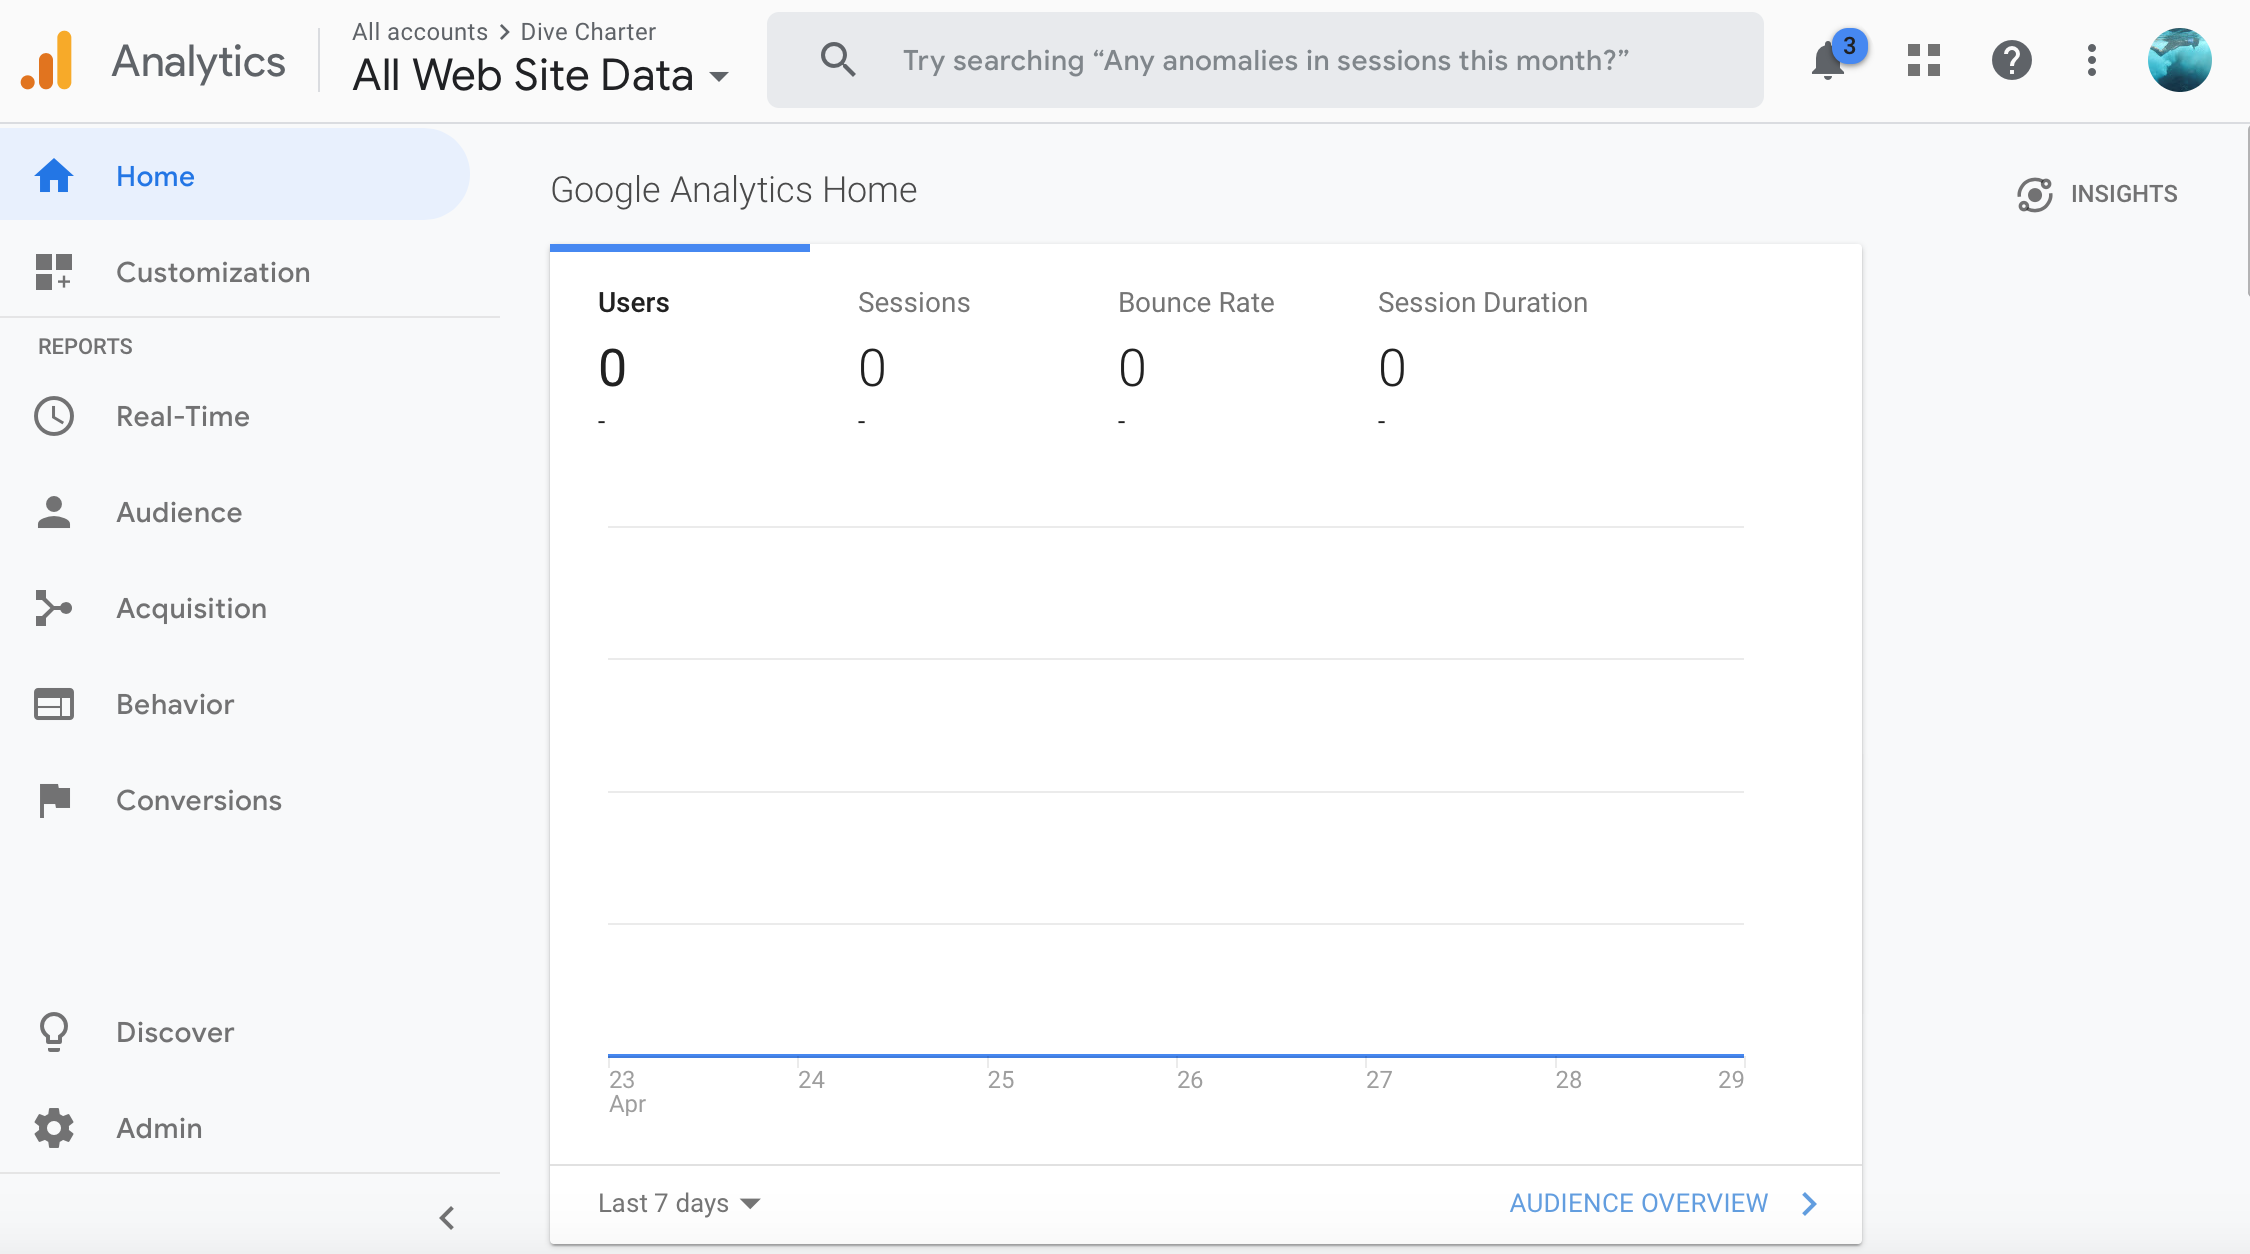 Analytics
All accounts > Dive Charter
All Web Site Data
Try searching “Any anomalies in sessions this month?”
3
Home
Customization
REPORTS
Real-Time
Audience
Acquisition
Behavior
Conversions
Discover
Admin
Google Analytics Home
INSIGHTS
Users Sessions Bounce Rate Session Duration
0 0 0 0
- - - -
23 24 25 26 27 28 29
Apr
Last 7 days
AUDIENCE OVERVIEW